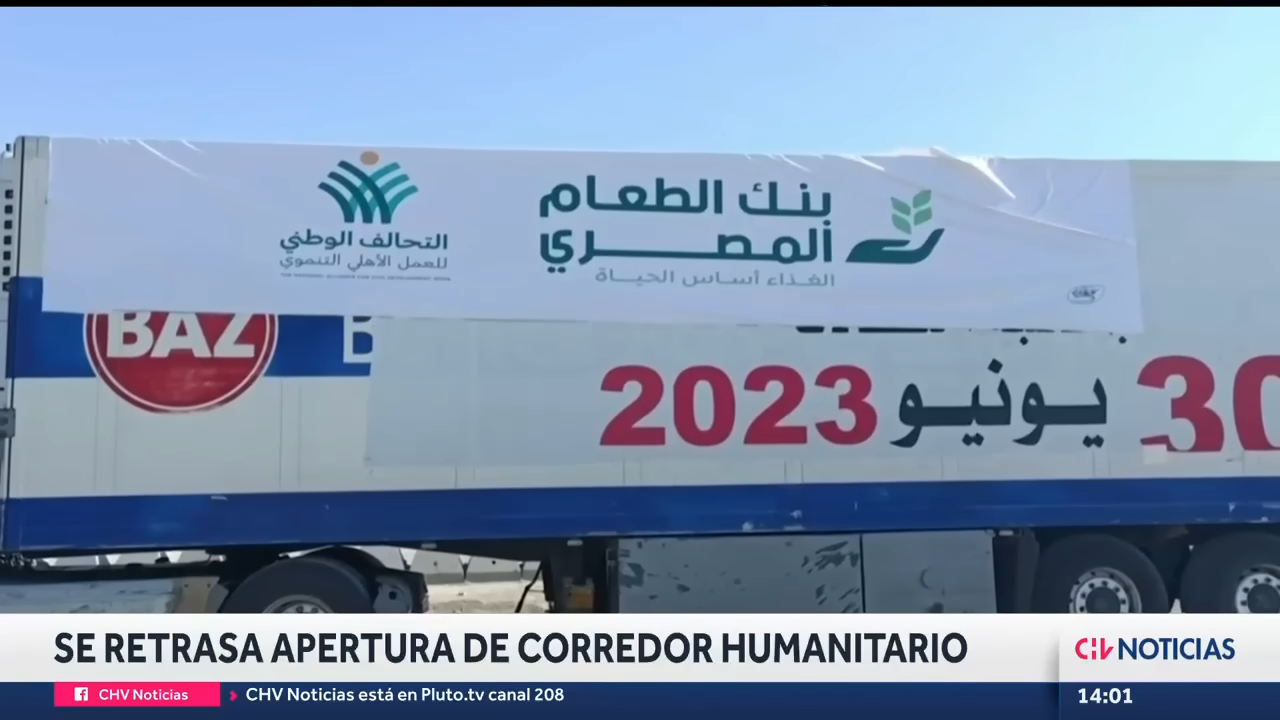 بنك الطعام
المصري
الغذاء أساس الحياة
التحالف الوطني
للعمل الأهلي التنموي
BAZ
B
30 يونيو 2023
SE RETRASA APERTURA DE CORREDOR HUMANITARIO
CHV NOTICIAS
CHV Noticias
CHV Noticias está en Pluto.tv canal 208
14:01